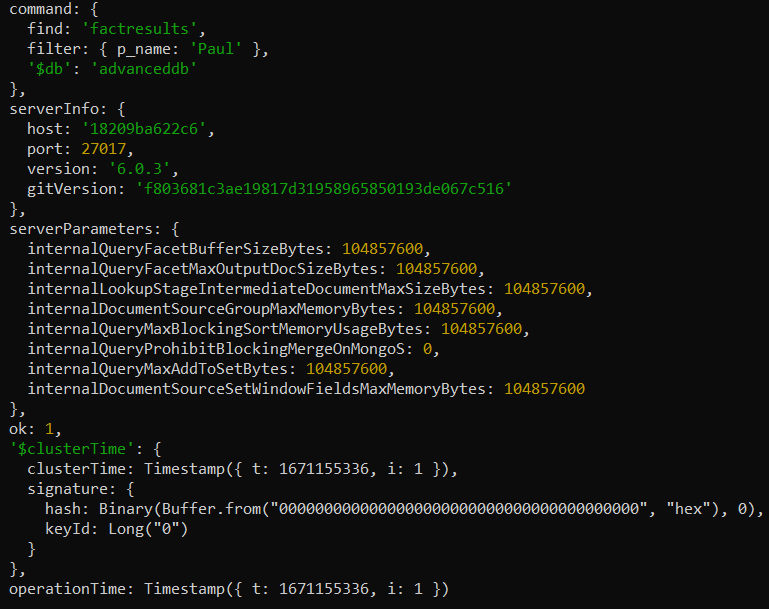 command: {
  find: 'factresults',
  filter: { p_name: 'Paul' },
  '$db': 'advanceddb'
},
serverInfo: {
  host: '18209ba622c6',
  port: 27017,
  version: '6.0.3',
  gitVersion: 'f803681c3ae19817d31958965850193de067c516'
},
serverParameters: {
  internalQueryFacetBufferSizeBytes: 104857600,
  internalQueryFacetMaxOutputDocSizeBytes: 104857600,
  internalLookupStageIntermediateDocumentMaxSizeBytes: 104857600,
  internalDocumentSourceGroupMaxMemoryBytes: 104857600,
  internalQueryMaxBlockingSortMemoryUsageBytes: 104857600,
  internalQueryProhibitBlockingMergeOnMongoS: 0,
  internalQueryMaxAddToSetBytes: 104857600,
  internalDocumentSourceSetWindowFieldsMaxMemoryBytes: 104857600
},
ok: 1,
'$clusterTime': {
  clusterTime: Timestamp({ t: 1671155336, i: 1 }),
  signature: {
    hash: Binary(Buffer.from("0000000000000000000000000000000000000000", "hex"), 0),
    keyId: Long("0")
  }
},
operationTime: Timestamp({ t: 1671155336, i: 1 })